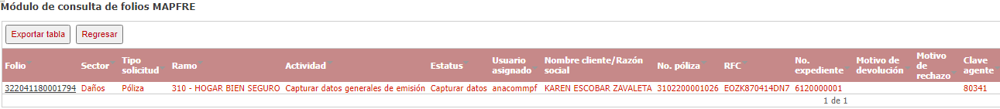 Módulo de consulta de folios MAPFRE
Exportar tabla Regresar
Folio Sector Tipo solicitud Ramo Actividad Estatus Usuario asignado Nombre cliente/Razón social No. póliza RFC No. expediente Motivo de devolución Motivo de rechazo Clave agente
322041180001794 Daños Póliza 310 - HOGAR BIEN SEGURO Capturar datos generales de emisión Capturar datos anacommpf KAREN ESCOBAR ZAVALETA 3102200001026 EOZK870414DN7 6120000001 80341
1 de 1